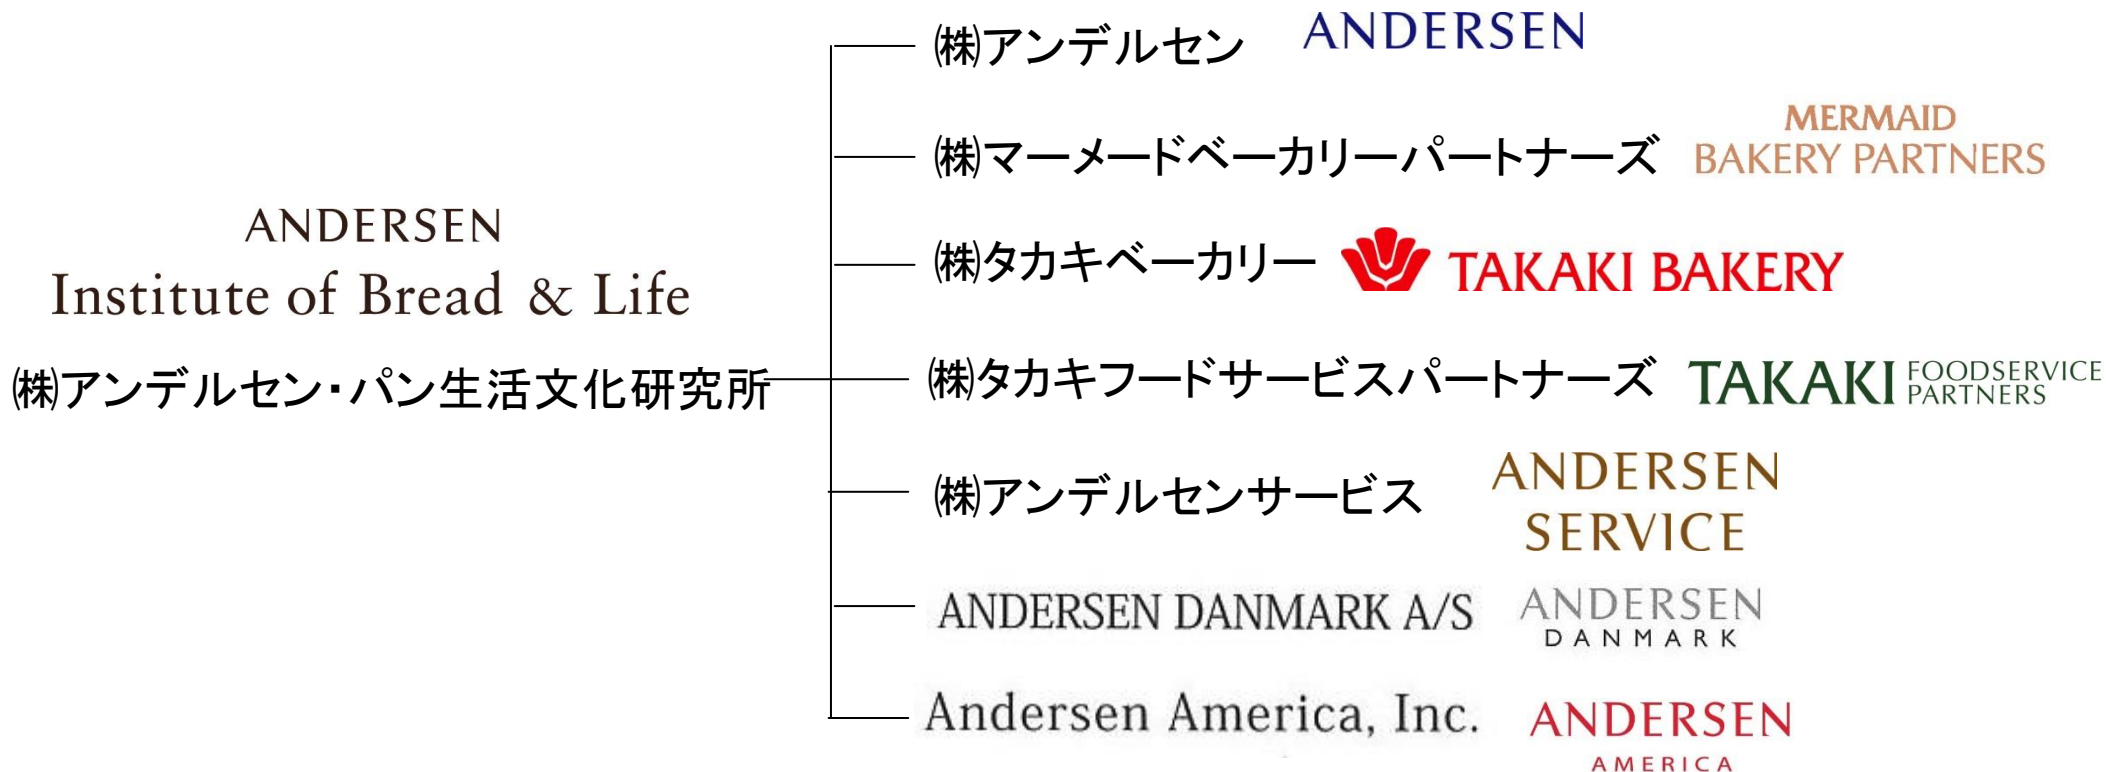 ANDERSEN
Institute of Bread & Life
㈱アンデルセン・パン生活文化研究所
㈱アンデルセン
ANDERSEN
㈱マーメードベーカリーパートナーズ
MERMAID
BAKERY PARTNERS
㈱タカキベーカリー
TAKAKI BAKERY
㈱タカキフードサービスパートナーズ
TAKAKI FOODSERVICE
PARTNERS
㈱アンデルセンサービス
ANDERSEN
SERVICE
ANDERSEN DANMARK A/S
ANDERSEN
DANMARK
Andersen America, Inc.
ANDERSEN
AMERICA